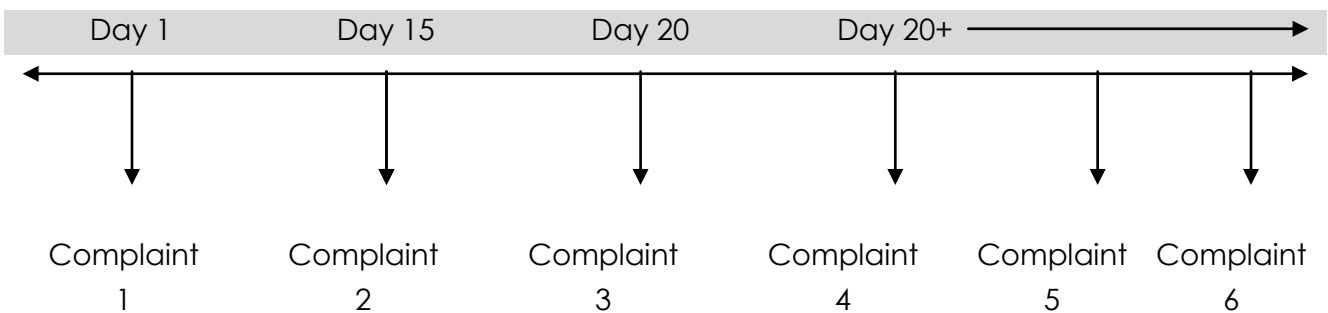 Day 1 Day 15 Day 20 Day 20+
Complaint Complaint Complaint Complaint Complaint Complaint
1 2 3 4 5 6